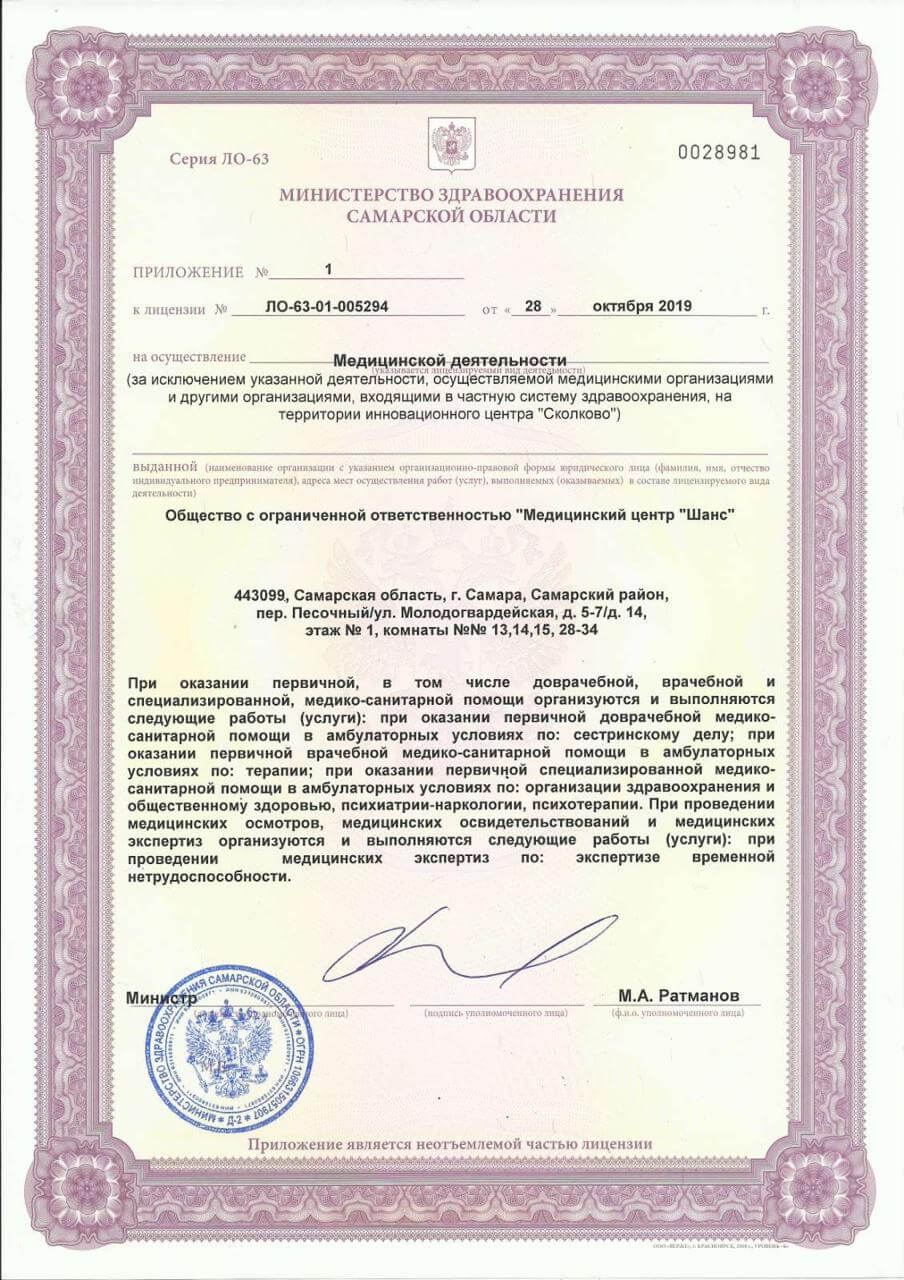 Серия ЛО-63
0028981
МИНИСТЕРСТВО ЗДРАВООХРАНЕНИЯ
САМАРСКОЙ ОБЛАСТИ
ПРИЛОЖЕНИЕ № 1
к лицензии № ЛО-63-01-005294 от « 28 » октября 2019 г.
на осуществление Медицинской деятельности
(указывается лицензируемый вид деятельности)
(за исключением указанной деятельности, осуществляемой медицинскими организациями
и другими организациями, входящими в частную систему здравоохранения, на
территории инновационного центра "Сколково")
выданной (наименование организации с указанием организационно-правовой формы юридического лица (фамилия, имя, отчество
индивидуального предпринимателя), адреса мест осуществления работ (услуг), выполняемых (оказываемых) в составе лицензируемого вида
деятельности)
Общество с ограниченной ответственностью "Медицинский центр "Шанс"
443099, Самарская область, г. Самара, Самарский район,
пер. Песочный/ул. Молодогвардейская, д. 5-7/д. 14,
этаж № 1, комнаты №№ 13,14,15, 28-34
При оказании первичной, в том числе доврачебной, врачебной и
специализированной, медико-санитарной помощи организуются и выполняются
следующие работы (услуги): при оказании первичной доврачебной медико-
санитарной помощи в амбулаторных условиях по: сестринскому делу; при
оказании первичной врачебной медико-санитарной помощи в амбулаторных
условиях по: терапии; при оказании первичной специализированной медико-
санитарной помощи в амбулаторных условиях по: организации здравоохранения и
общественному здоровью, психиатрии-наркологии, психотерапии. При проведении
медицинских осмотров, медицинских освидетельствований и медицинских
экспертиз организуются и выполняются следующие работы (услуги): при
проведении медицинских экспертиз по: экспертизе временной
нетрудоспособности.
Министр
М.А. Ратманов
(должность уполномоченного лица)
(подпись уполномоченного лица)
(ф.и.о. уполномоченного лица)
МИНИСТЕРСТВО ЗДРАВООХРАНЕНИЯ САМАРСКОЙ ОБЛАСТИ * ОГРН 1066315057907 * Д-2 *
М.П.
Приложение является неотъемлемой частью лицензии